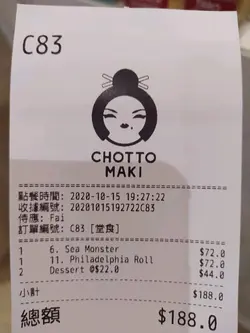 C83
CHOTTO
MAKI
點餐時間: 2020-10-15 19:27:22
收據編號: 20201015192722C83
侍應: Fai
訂單編號: C83 [堂食]
1 6. Sea Monster $72.0
1 11. Philadelphia Roll $72.0
2 Dessert @$22.0 $44.0
小計 $188.0
總額 $188.0